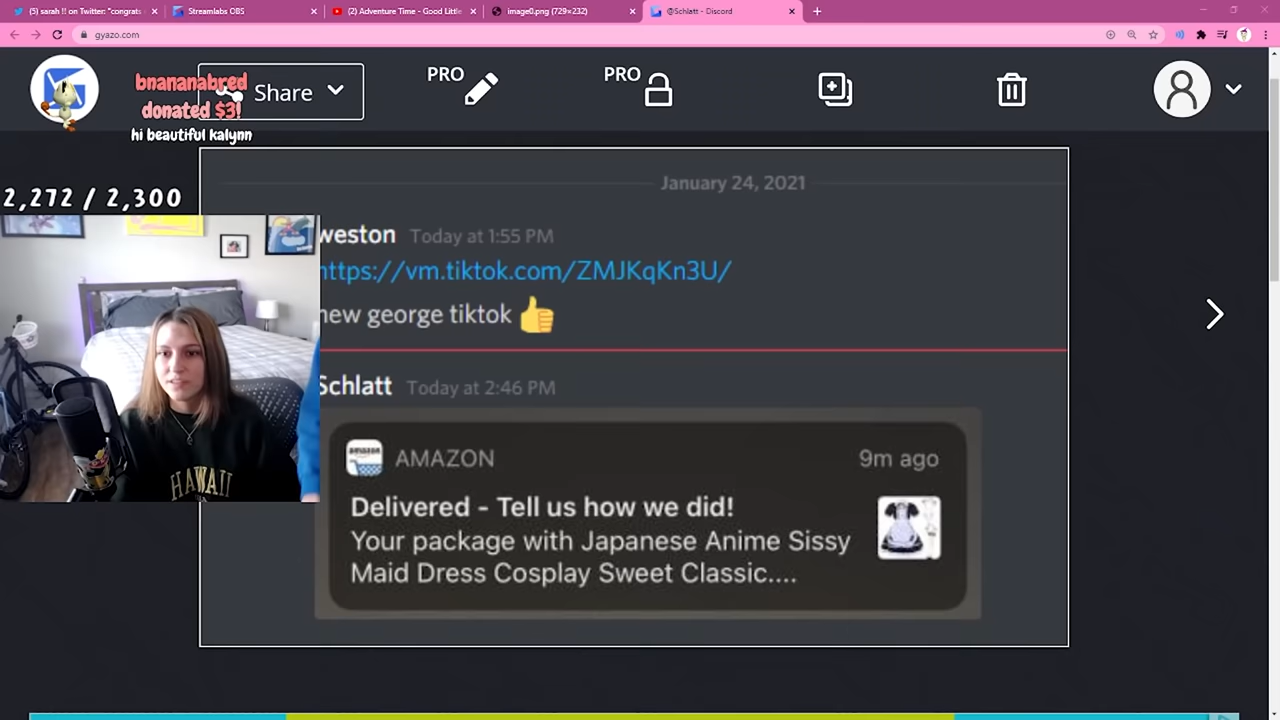 (5) sarah !! on Twitter: "congrats
Streamlabs OBS
(2) Adventure Time - Good Little
image0.png (729×232)
@Schlatt - Discord
gyazo.com
bnananabred
donated $3!
hi beautiful kalynn
Share
PRO
PRO
2,272 / 2,300
January 24, 2021
weston Today at 1:55 PM
https://vm.tiktok.com/ZMJKqKn3U/
new george tiktok 👍
Schlatt Today at 2:46 PM
AMAZON 9m ago
Delivered - Tell us how we did!
Your package with Japanese Anime Sissy
Maid Dress Cosplay Sweet Classic....
HAWAII